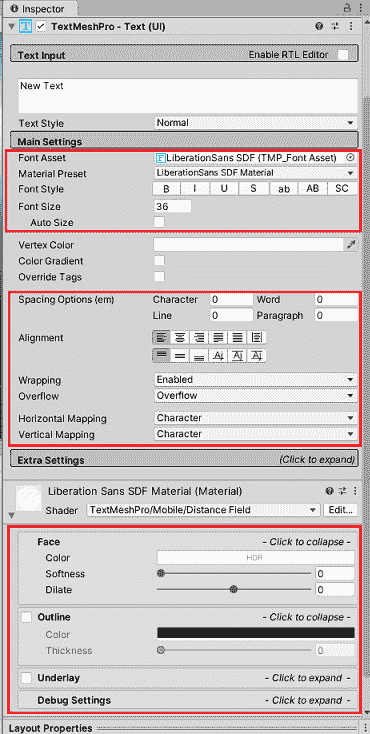 Inspector
TextMeshPro - Text (UI)
Text Input Enable RTL Editor
New Text
Text Style Normal
Main Settings
Font Asset LiberationSans SDF (TMP_Font Asset)
Material Preset LiberationSans SDF Material
Font Style B I U S ab AB SC
Font Size 36
Auto Size
Vertex Color
Color Gradient
Override Tags
Spacing Options (em) Character 0 Word 0
Line 0 Paragraph 0
Alignment
Wrapping Enabled
Overflow Overflow
Horizontal Mapping Character
Vertical Mapping Character
Extra Settings (Click to expand)
Liberation Sans SDF Material (Material)
Shader TextMeshPro/Mobile/Distance Field Edit...
Face - Click to collapse -
Color HDR
Softness 0
Dilate 0
Outline - Click to collapse -
Color
Thickness 0
Underlay - Click to expand -
Debug Settings - Click to expand -
Layout Properties